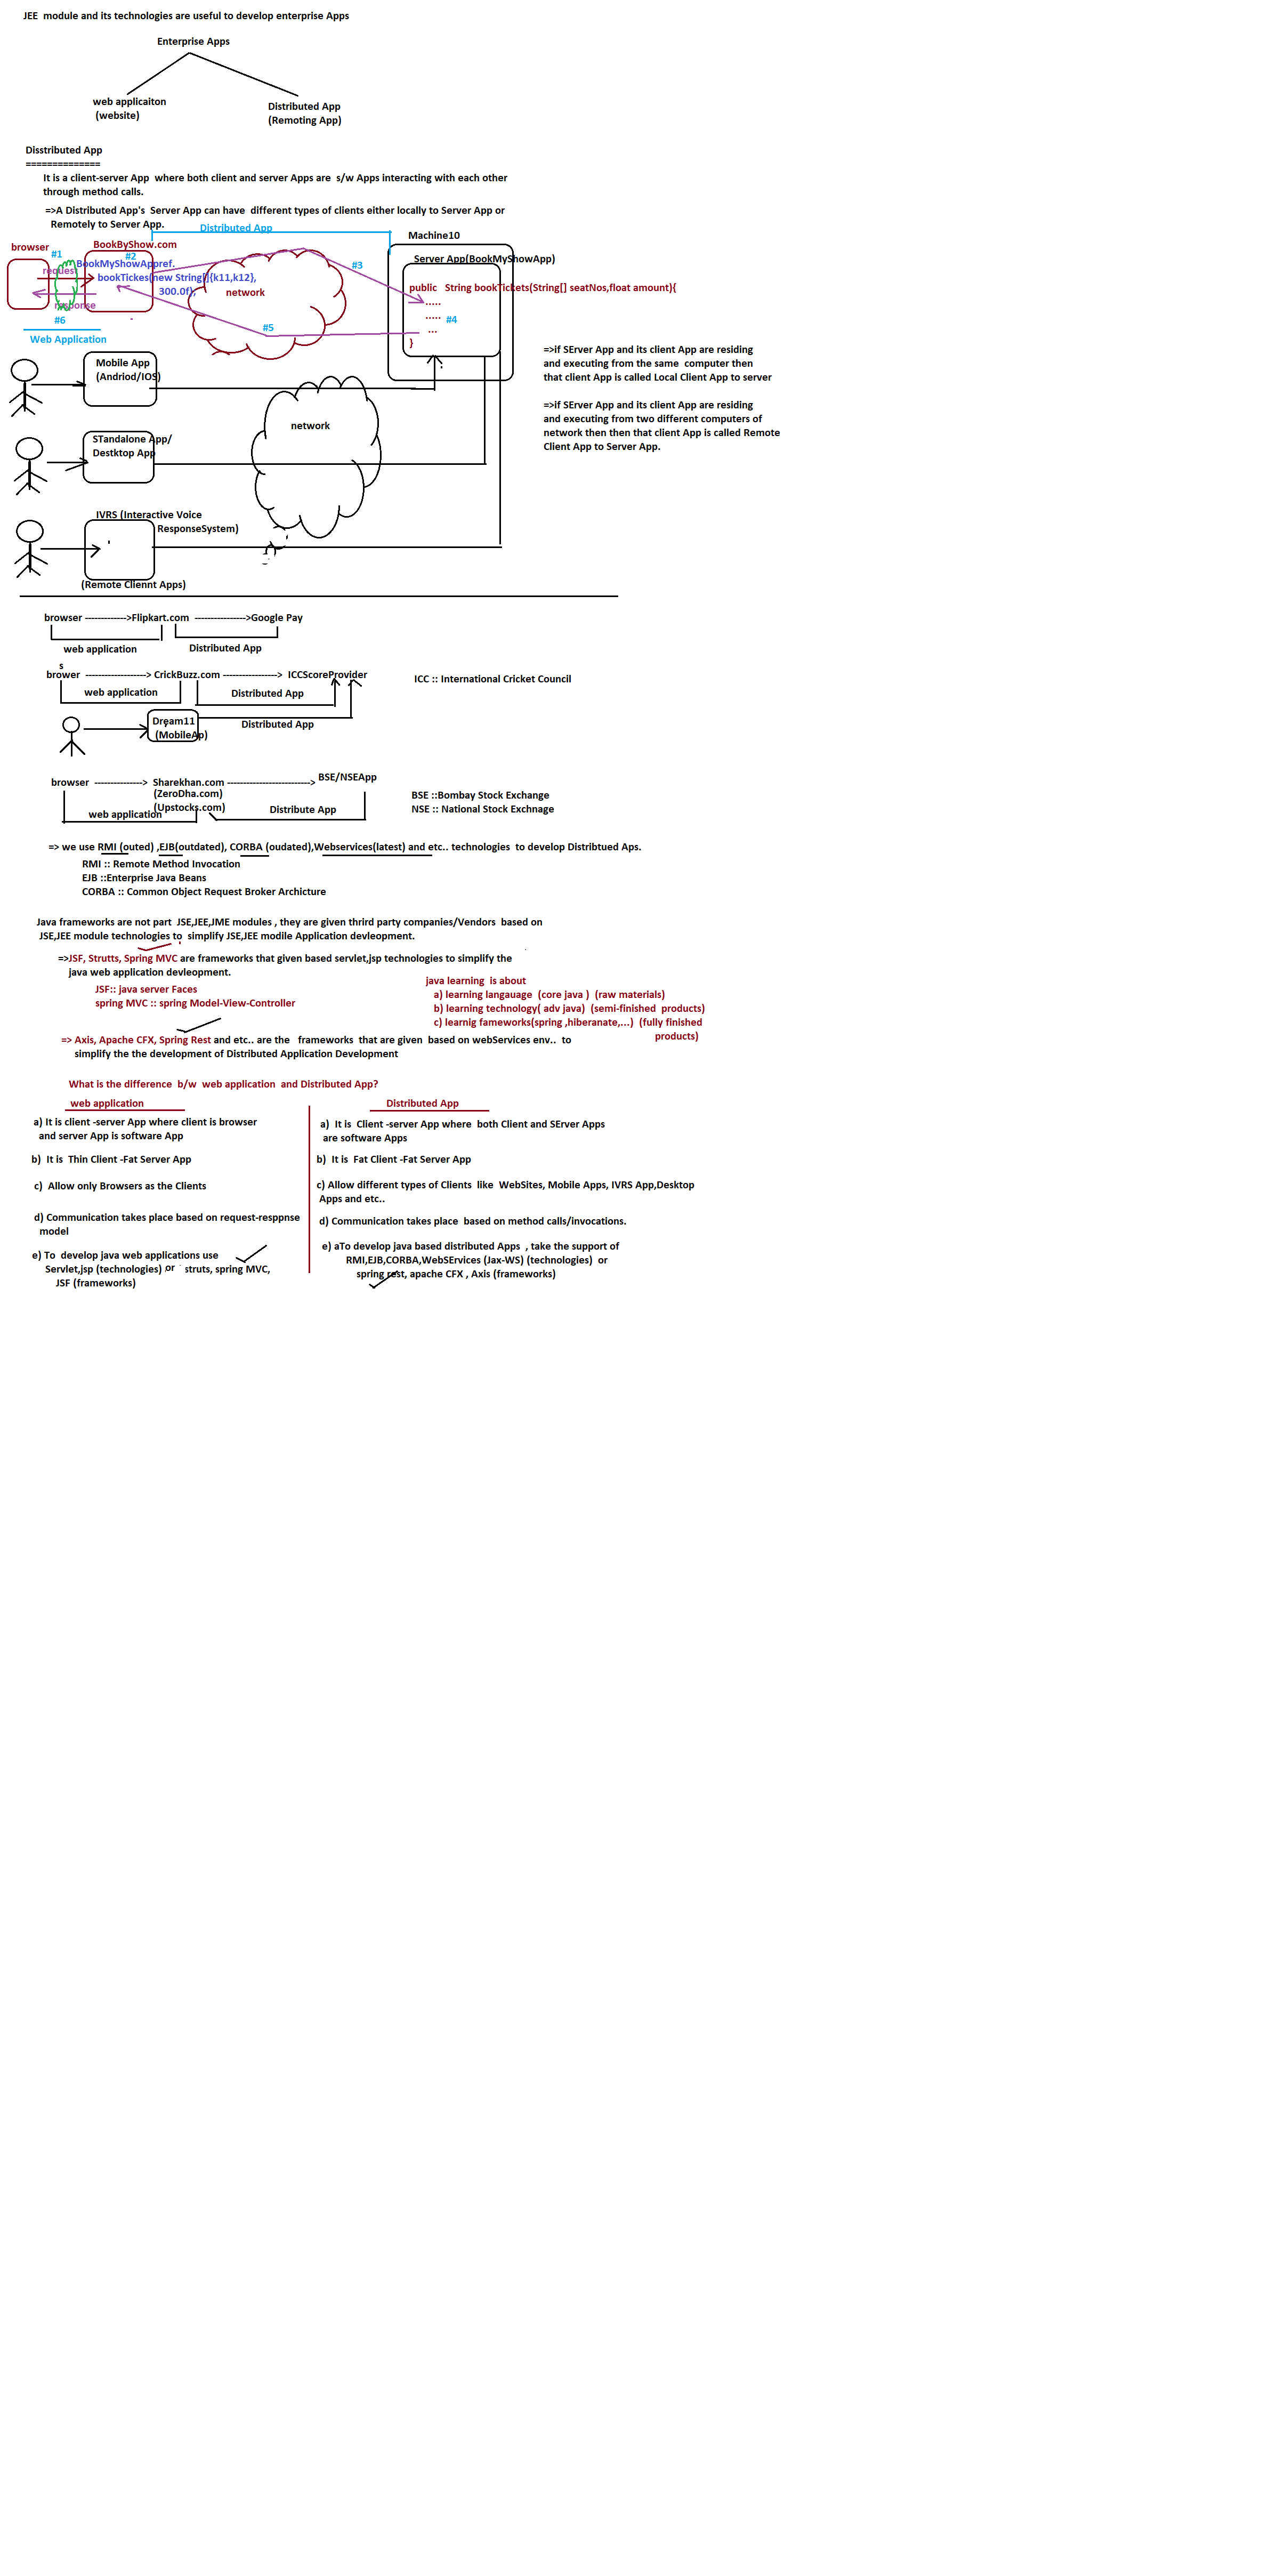 JEE  module and its technologies are useful to develop enterprise Apps
Enterprise Apps
web applicaiton
(website)
Distributed App
(Remoting App)
Disstributed App
==============
It is a client-server App  where both client and server Apps are  s/w Apps interacting with each other
through method calls.
=>A Distributed App's  Server App can have  different types of clients either locally to Server App or
Remotely to Server App.
Distributed App
Machine10
browser
BookByShow.com
#1
#2
Server App(BookMyShowApp)
BookMyShowAppref.
#3
request
bookTickes(new String[]{k11,k12},
300.0f);
network
public   String bookTickets(String[] seatNos,float amount){
.....
response
.....
#4
#6
#5
...
}
Web Application
Mobile App
(Andriod/IOS)
=>if SErver App and its client App are residing
and executing from the same  computer then
that client App is called Local Client App to server
=>if SErver App and its client App are residing
and executing from two different computers of
network then then that client App is called Remote
Client App to Server App.
network
STandalone App/
Destktop App
IVRS (Interactive Voice
ResponseSystem)
(Remote Cliennt Apps)
browser ------------->Flipkart.com  ---------------->Google Pay
web application
Distributed App
s
brower  -------------------> CrickBuzz.com ----------------->  ICCScoreProvider
ICC :: International Cricket Council
web application
Distributed App
Dream11
(MobileAp)
Distributed App
browser  --------------->  Sharekhan.com -------------------------->
BSE/NSEApp
(ZeroDha.com)
(Upstocks.com)
BSE ::Bombay Stock Exchange
NSE :: National Stock Exchnage
web application
Distribute App
=> we use RMI (outed) ,EJB(outdated), CORBA (oudated),Webservices(latest) and etc.. technologies  to develop Distribtued Aps.
RMI :: Remote Method Invocation
EJB ::Enterprise Java Beans
CORBA :: Common Object Request Broker Archicture
Java frameworks are not part  JSE,JEE,JME modules , they are given thrird party companies/Vendors  based on
JSE,JEE module technologies to  simplify JSE,JEE modile Application devleopment.
=>JSF, Strutts, Spring MVC are frameworks that given based servlet,jsp technologies to simplify the
java web application devleopment.
JSF:: java server Faces
spring MVC :: spring Model-View-Controller
java learning  is about
a) learning langauage  (core java )  (raw materials)
b) learning technology( adv java)  (semi-finished  products)
c) learnig fameworks(spring ,hiberanate,...)  (fully finished
products)
=> Axis, Apache CFX, Spring Rest and etc.. are the   frameworks  that are given  based on webServices env..  to
simplify the the development of Distributed Application Development
What is the difference  b/w  web application  and Distributed App?
web application
a) It is client -server App where client is browser
and server App is software App
b)  It is  Thin Client -Fat Server App
c)  Allow only Browsers as the Clients
d) Communication takes place based on request-resppnse
model
e) To  develop java web applications use
Servlet,jsp (technologies)  or   struts, spring MVC,
JSF (frameworks)
Distributed App
a)  It is  Client -server App where  both Client and SErver Apps
are software Apps
b)  It is  Fat Client -Fat Server App
c) Allow different types of Clients  like  WebSites, Mobile Apps, IVRS App,Desktop
Apps and etc..
d) Communication takes place  based on method calls/invocations.
e) aTo develop java based distributed Apps  , take the support of
RMI,EJB,CORBA,WebSErvices (Jax-WS) (technologies)  or
spring rest, apache CFX , Axis (frameworks)